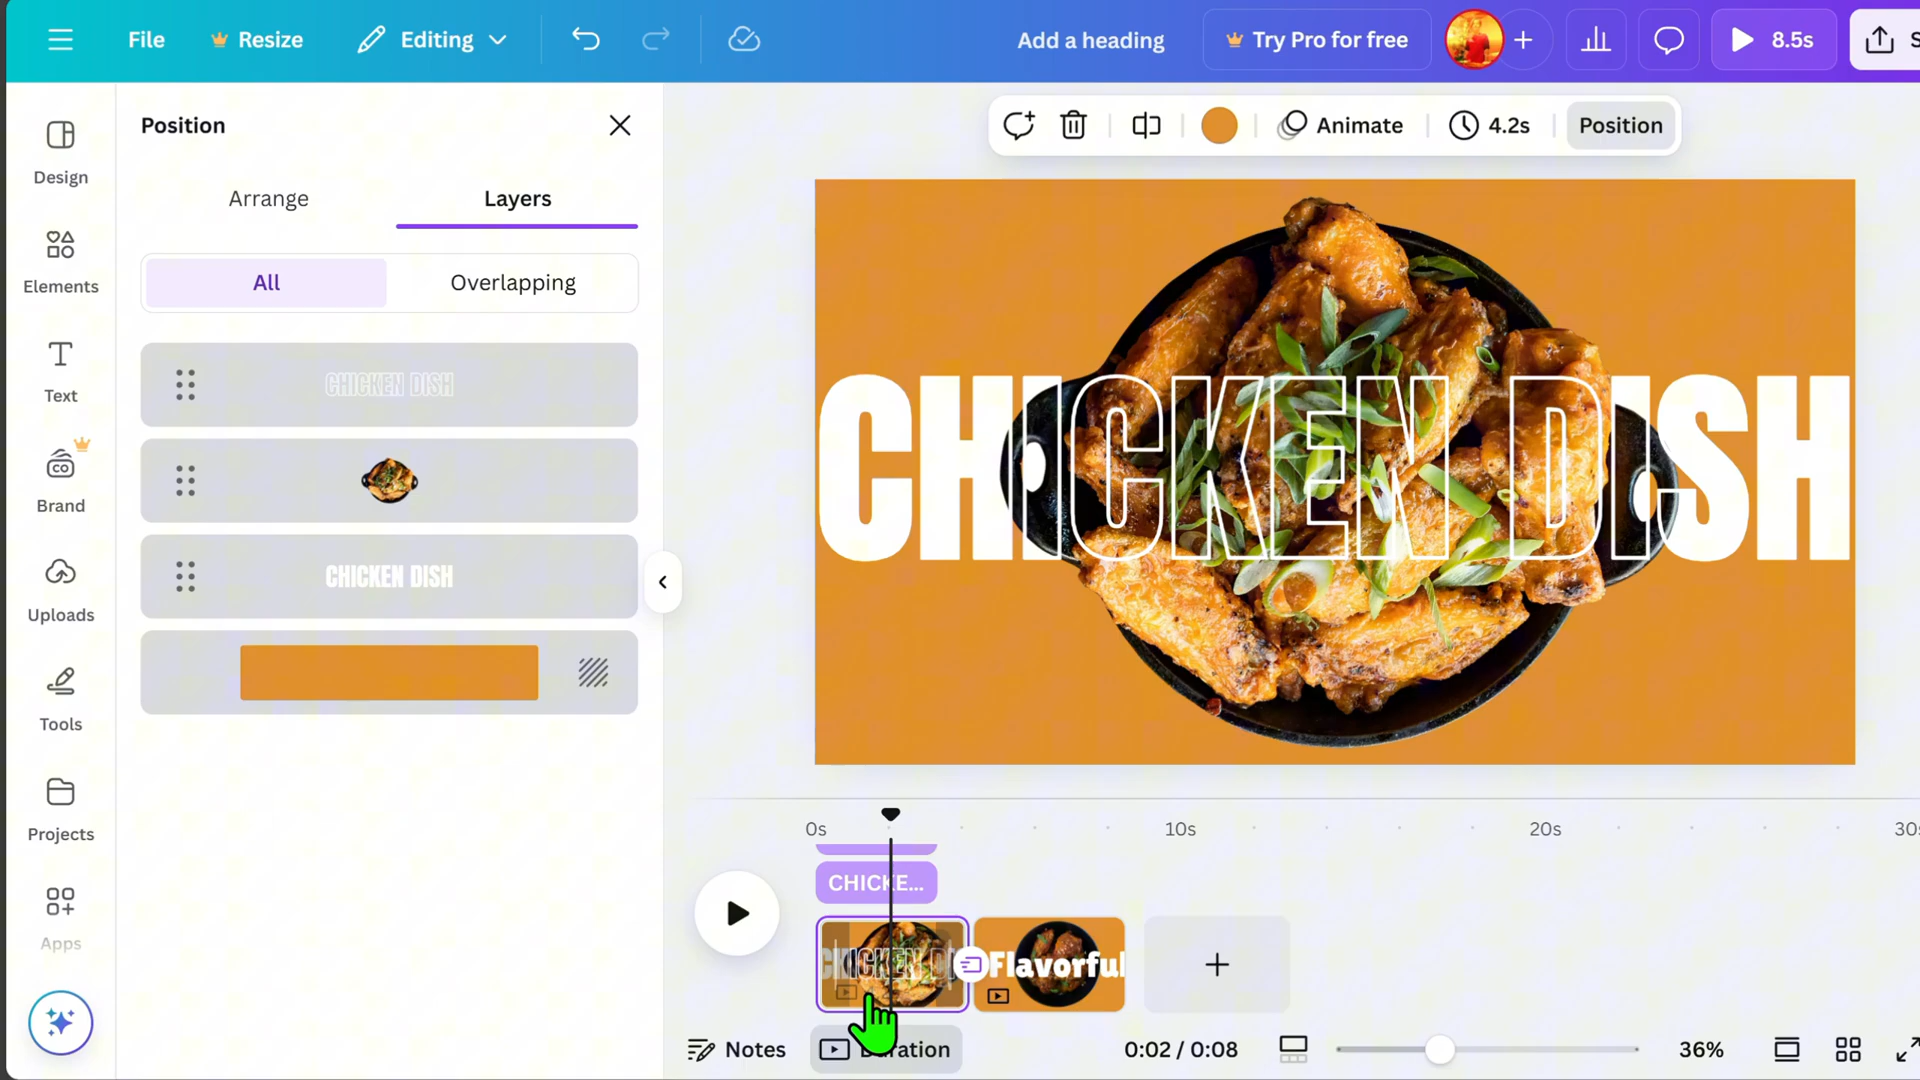 File
Resize
Editing
Add a heading
Try Pro for free
8.5s
Design
Elements
Text
Brand
CO
Uploads
Tools
Projects
Apps
Position
Arrange
Layers
All
Overlapping
CHICKEN DISH
CHICKEN DISH
Animate
4.2s
Position
CHICKEN DISH
0s
10s
20s
CHICKE...
Flavorful
Notes
0:02 / 0:08
36%